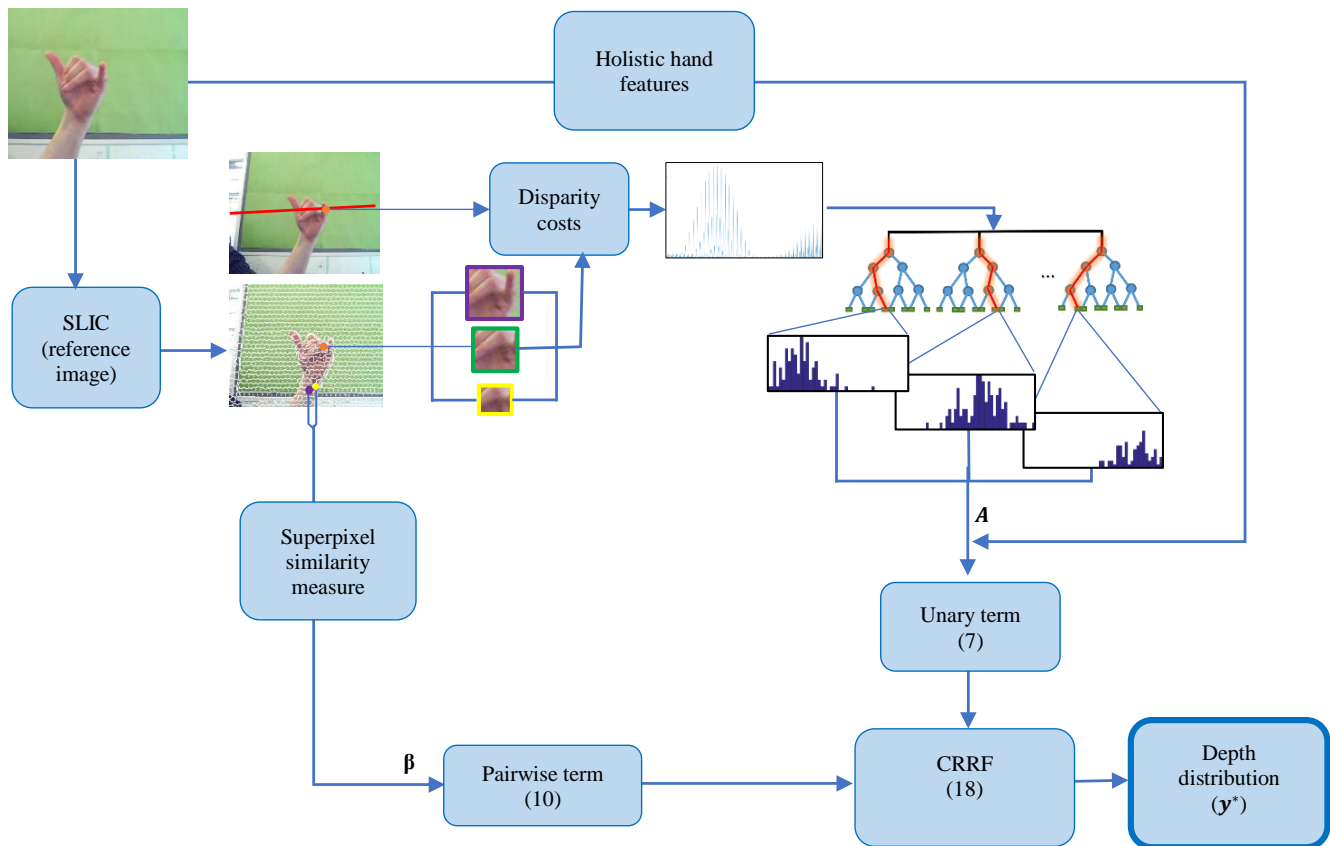 Holistic hand
features
Disparity
costs
SLIC
(reference
image)
...
Superpixel
similarity
measure
A
Unary term
(7)
β
Pairwise term
(10)
CRRF
(18)
Depth
distribution
(y*)